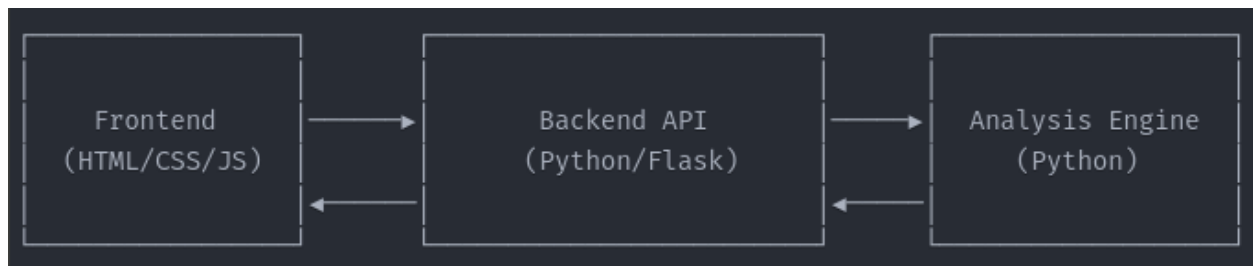 Frontend
(HTML/CSS/JS)
Backend API
(Python/Flask)
Analysis Engine
(Python)